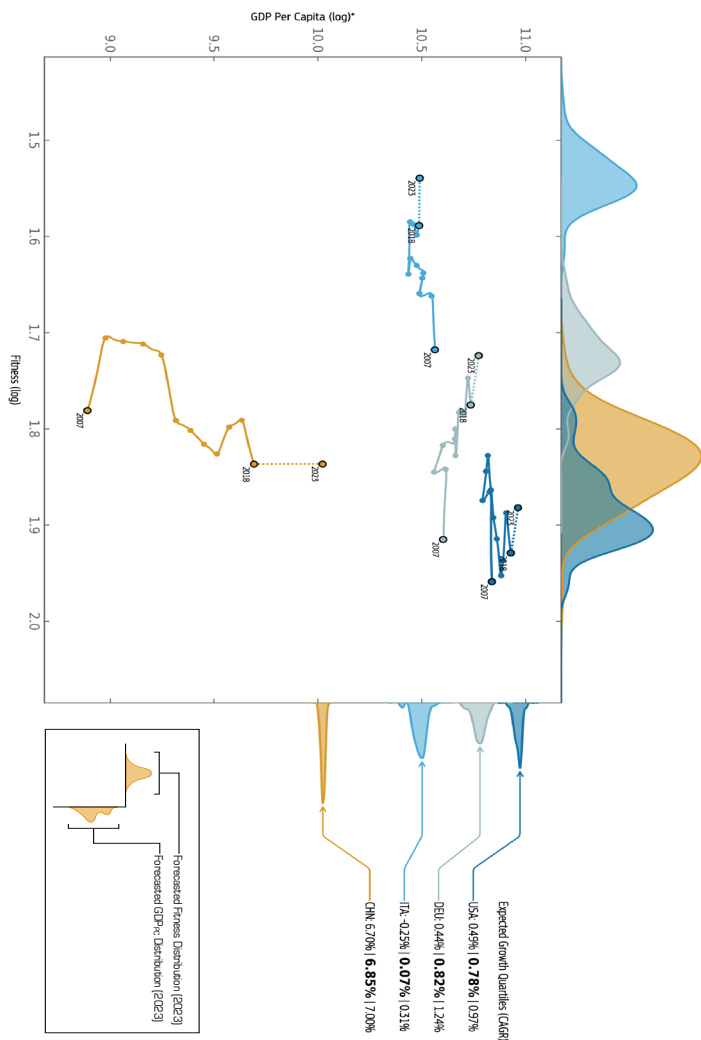 GDP Per Capita (log)*
9.0
9.5
10.0
10.5
11.0
1.5
1.6
1.7
1.8
1.9
2.0
Fitness (log)
2023
2018
2007
2023
2018
2007
2023
2018
2007
2007
2018
2023
Expected Growth Quartiles (CAGR)
USA: 0.49% | 0.78% | 0.97%
DEU: 0.44% | 0.82% | 1.24%
ITA: -0.25% | 0.07% | 0.31%
CHN: 6.70% | 6.85% | 7.00%
Forecasted Fitness Distribution (2023)
Forecasted GDPPC Distribution (2023)